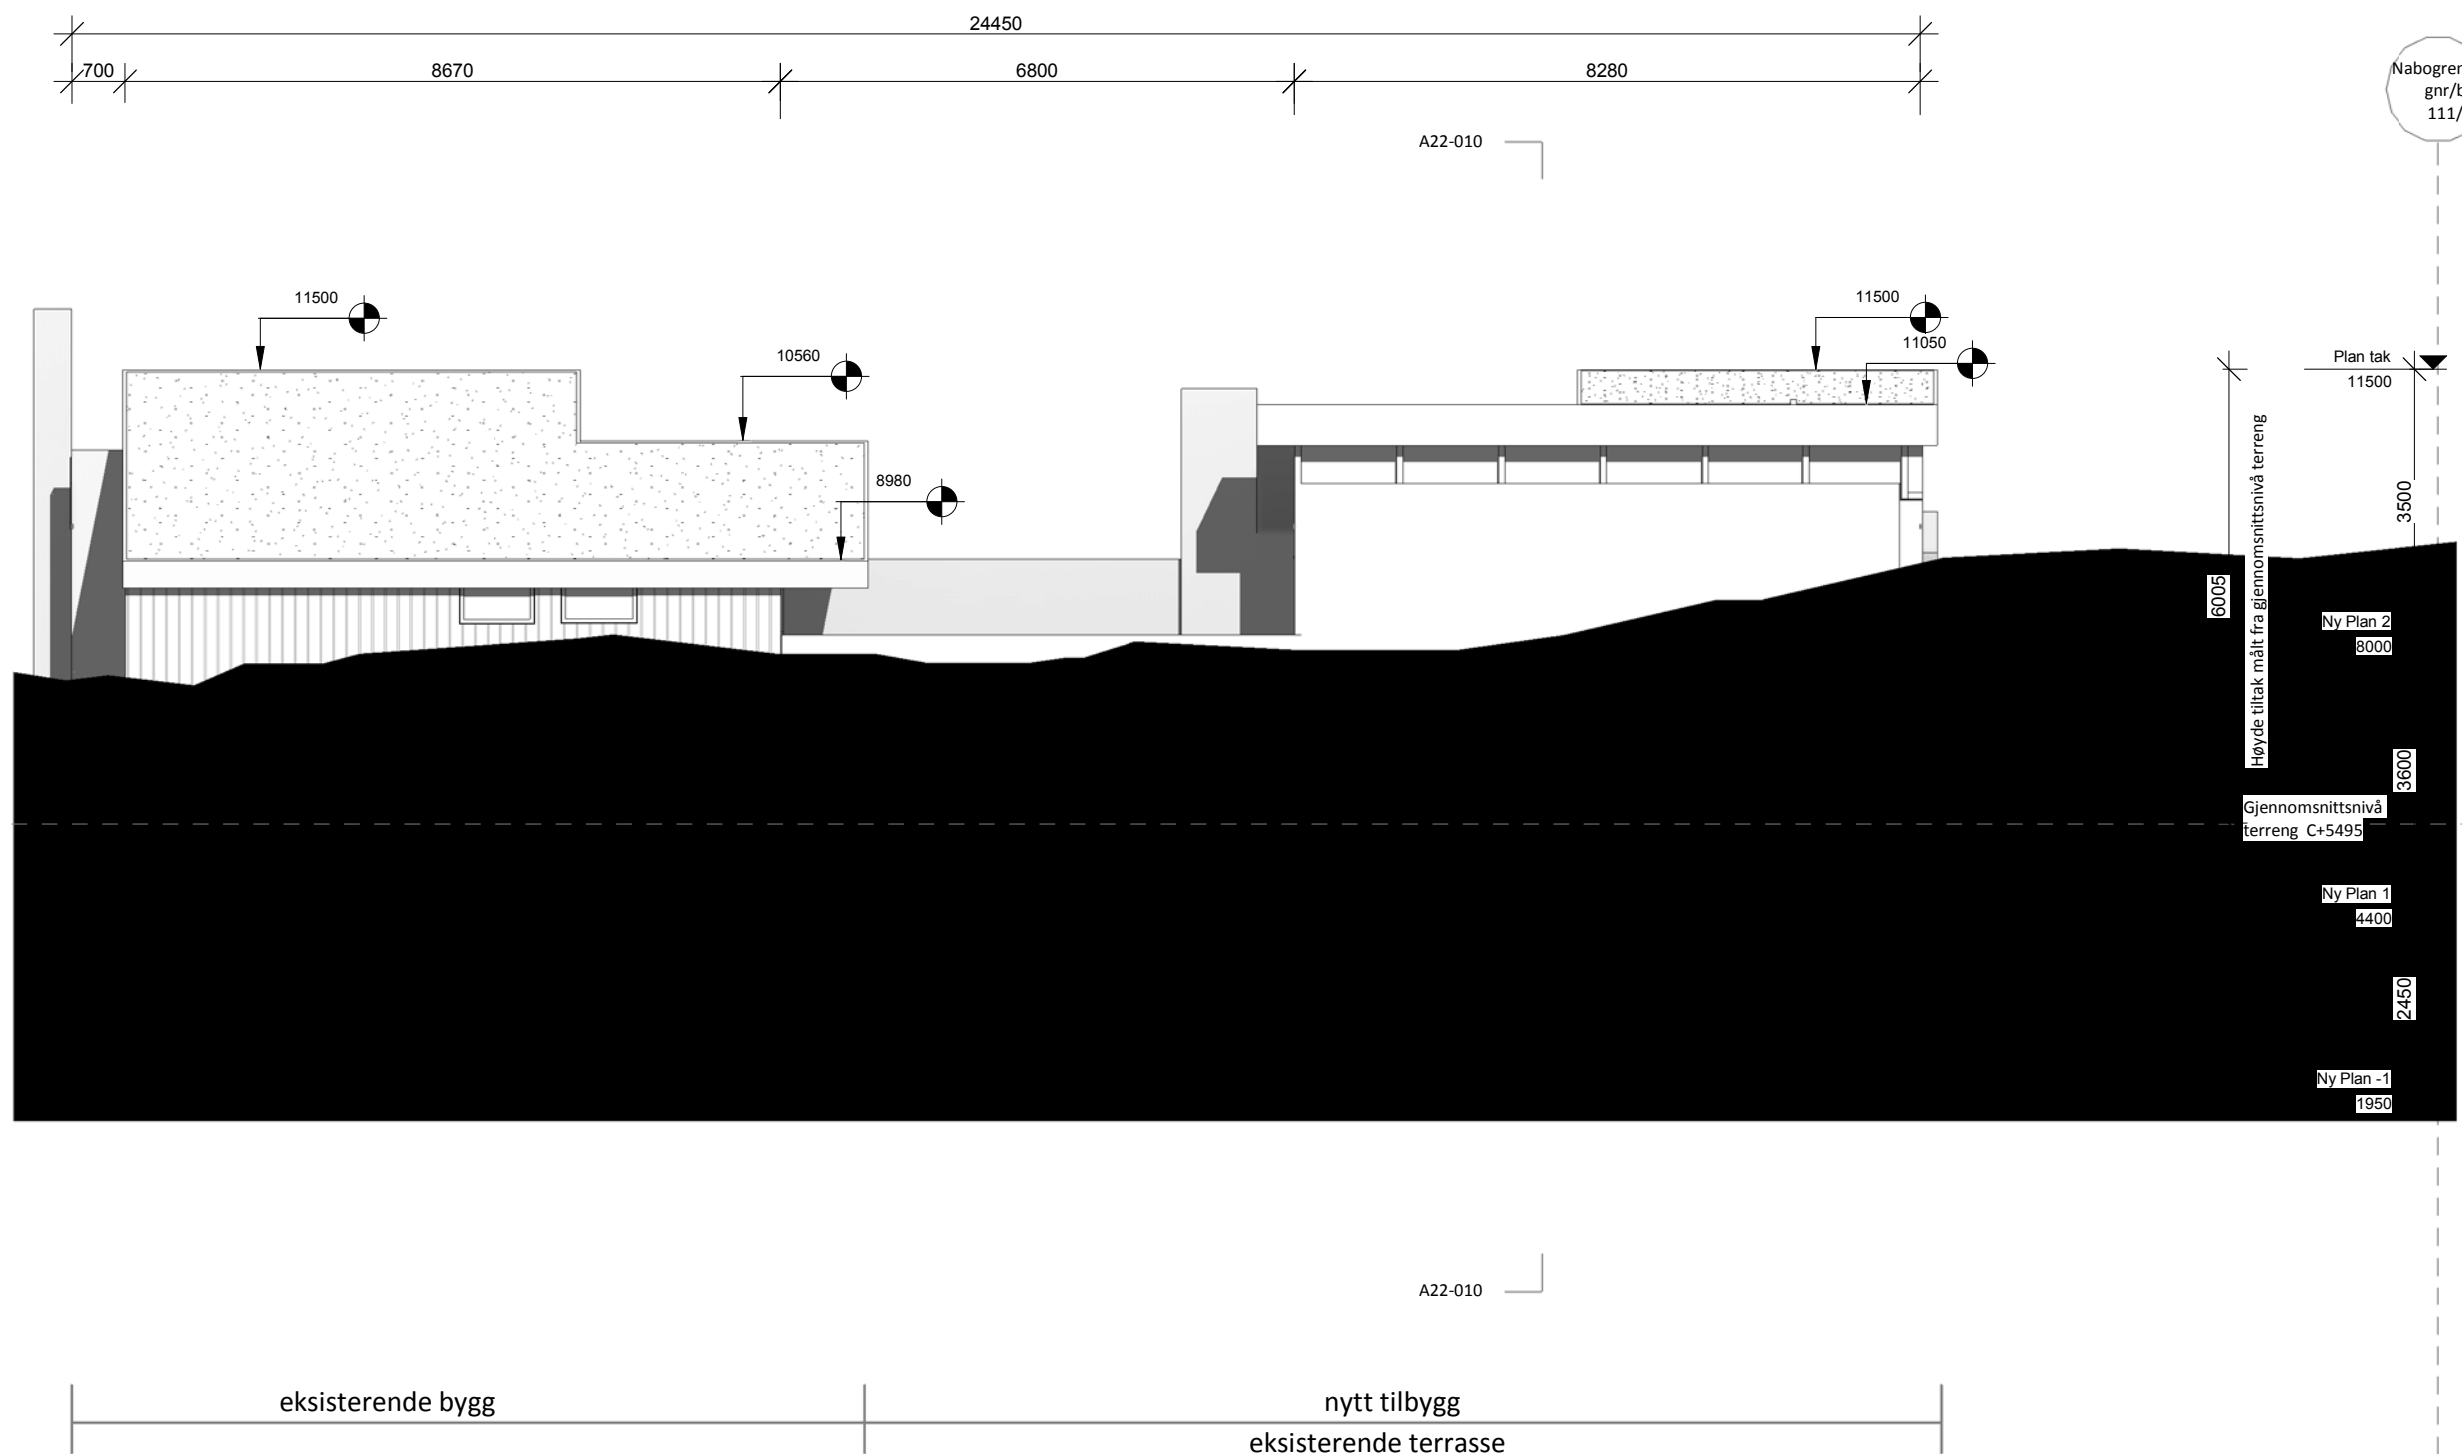 24450
700
8670
6800
8280
gnr/
111/
A22-010
11500
10560
8980
11500
11050
Plan tak
11500
3500
6005
Høyde tiltak målt fra gjennomsnittsnivå terreng
Ny Plan 2
8000
3600
Gjennomsnittsnivå
terreng C+5495
Ny Plan 1
4400
2450
Ny Plan -1
1950
A22-010
eksisterende bygg
nytt tilbygg
eksisterende terrasse